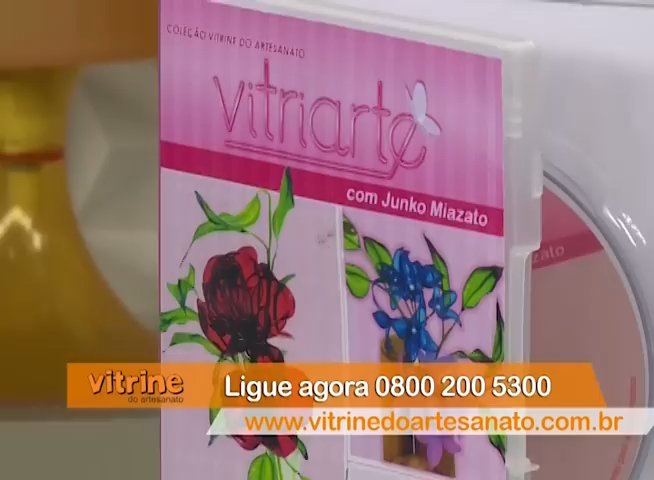 COLEÇÃO VITRINE DO ARTESANATO
vitriarte
com Junko Miazato
zato
vitrine
do artesanato
Ligue agora 0800 200 5300
www.vitrinedoartesanato.com.br